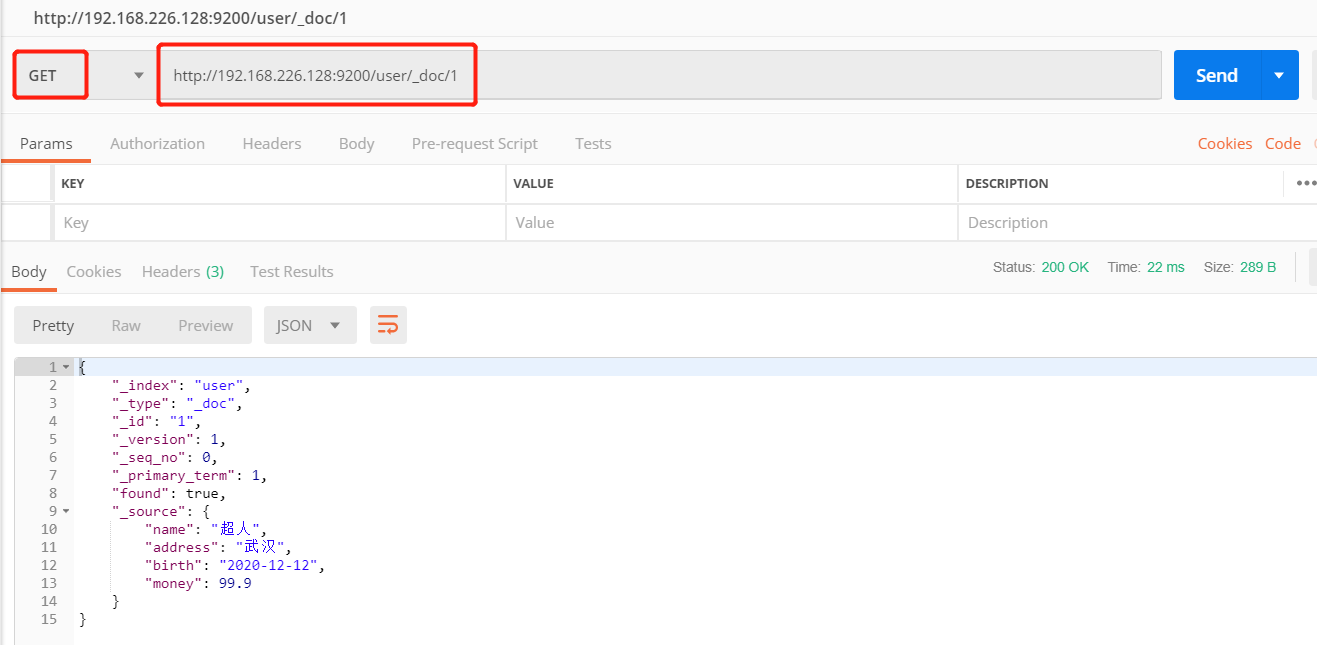 http://192.168.226.128:9200/user/_doc/1
GET http://192.168.226.128:9200/user/_doc/1 Send
Params Authorization Headers Body Pre-request Script Tests Cookies Code
KEY VALUE DESCRIPTION •••
Key Value Description
Body Cookies Headers (3) Test Results Status: 200 OK Time: 22 ms Size: 289 B
Pretty Raw Preview JSON
1 {
2 "_index": "user",
3 "_type": "_doc",
4 "_id": "1",
5 "_version": 1,
6 "_seq_no": 0,
7 "_primary_term": 1,
8 "found": true,
9 "_source": {
10 "name": "超人",
11 "address": "武汉",
12 "birth": "2020-12-12",
13 "money": 99.9
14 }
15 }